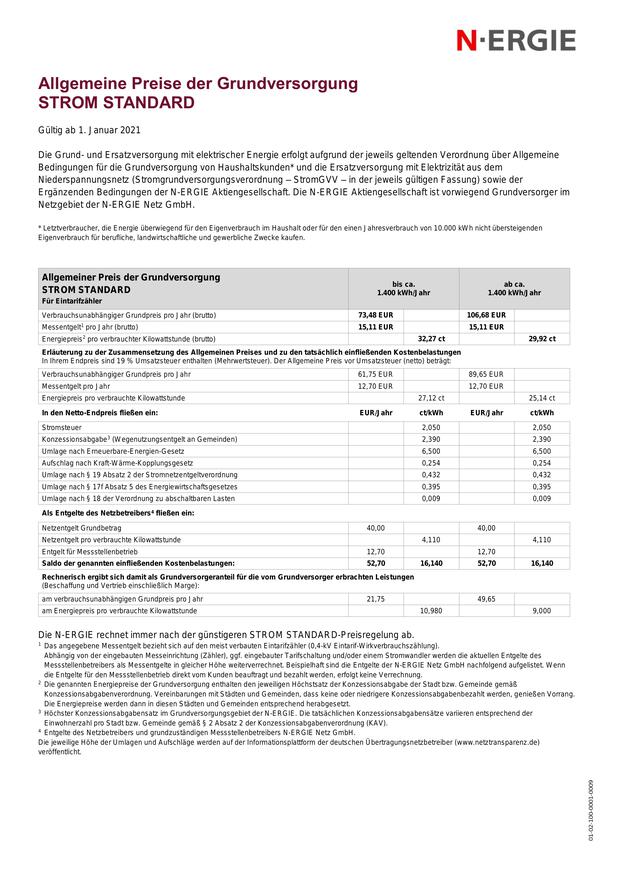 N·ERGIE
Allgemeine Preise der Grundversorgung
STROM STANDARD
Gültig ab 1. Januar 2021
Die Grund- und Ersatzversorgung mit elektrischer Energie erfolgt aufgrund der jeweils geltenden Verordnung über Allgemeine
Bedingungen für die Grundversorgung von Haushaltskunden* und die Ersatzversorgung mit Elektrizität aus dem
Niederspannungsnetz (Stromgrundversorgungsverordnung – StromGVV – in der jeweils gültigen Fassung) sowie der
Ergänzenden Bedingungen der N-ERGIE Aktiengesellschaft. Die N-ERGIE Aktiengesellschaft ist vorwiegend Grundversorger im
Netzgebiet der N-ERGIE Netz GmbH.
* Letztverbraucher, die Energie überwiegend für den Eigenverbrauch im Haushalt oder für den einen Jahresverbrauch von 10.000 kWh nicht übersteigenden
Eigenverbrauch für berufliche, landwirtschaftliche und gewerbliche Zwecke kaufen.
Allgemeiner Preis der Grundversorgung
STROM STANDARD
Für Eintarifzähler
bis ca.
1.400 kWh/Jahr
ab ca.
1.400 kWh/Jahr
Verbrauchsunabhängiger Grundpreis pro Jahr (brutto) 73,48 EUR 106,68 EUR
Messentgelt¹ pro Jahr (brutto) 15,11 EUR 15,11 EUR
Energiepreis² pro verbrauchter Kilowattstunde (brutto) 32,27 ct 29,92 ct
Erläuterung zu der Zusammensetzung des Allgemeinen Preises und zu den tatsächlich einfließenden Kostenbelastungen
In Ihrem Endpreis sind 19 % Umsatzsteuer enthalten (Mehrwertsteuer). Der Allgemeine Preis vor Umsatzsteuer (netto) beträgt:
Verbrauchsunabhängiger Grundpreis pro Jahr 61,75 EUR 89,65 EUR
Messentgelt pro Jahr 12,70 EUR 12,70 EUR
Energiepreis pro verbrauchte Kilowattstunde 27,12 ct 25,14 ct
In den Netto-Endpreis fließen ein: EUR/Jahr ct/kWh EUR/Jahr ct/kWh
Stromsteuer 2,050 2,050
Konzessionsabgabe³ (Wegenutzungsentgelt an Gemeinden) 2,390 2,390
Umlage nach Erneuerbare-Energien-Gesetz 6,500 6,500
Aufschlag nach Kraft-Wärme-Kopplungsgesetz 0,254 0,254
Umlage nach § 19 Absatz 2 der Stromnetzentgeltverordnung 0,432 0,432
Umlage nach § 17f Absatz 5 des Energiewirtschaftsgesetzes 0,395 0,395
Umlage nach § 18 der Verordnung zu abschaltbaren Lasten 0,009 0,009
Als Entgelte des Netzbetreibers⁴ fließen ein:
Netzentgelt Grundbetrag 40,00 40,00
Netzentgelt pro verbrauchte Kilowattstunde 4,110 4,110
Entgelt für Messstellenbetrieb 12,70 12,70
Saldo der genannten einfließenden Kostenbelastungen: 52,70 16,140 52,70 16,140
Rechnerisch ergibt sich damit als Grundversorgeranteil für die vom Grundversorger erbrachten Leistungen
(Beschaffung und Vertrieb einschließlich Marge):
am verbrauchsunabhängigen Grundpreis pro Jahr 21,75 49,65
am Energiepreis pro verbrauchte Kilowattstunde 10,980 9,000
Die N-ERGIE rechnet immer nach der günstigeren STROM STANDARD-Preisregelung ab.
¹ Das angegebene Messentgelt bezieht sich auf den meist verbauten Eintarifzähler (0,4-kV Eintarif-Wirkverbrauchszählung).
Abhängig von der eingebauten Messeinrichtung (Zähler), ggf. eingebauter Tarifschaltung und/oder einem Stromwandler werden die aktuellen Entgelte des
Messstellenbetreibers als Messentgelte in gleicher Höhe weiterverrechnet. Beispielhaft sind die Entgelte der N-ERGIE Netz GmbH nachfolgend aufgelistet. Wenn
die Entgelte für den Messstellenbetrieb direkt vom Kunden beauftragt und bezahlt werden, erfolgt keine Verrechnung.
² Die genannten Energiepreise der Grundversorgung enthalten den jeweiligen Höchstsatz der Konzessionsabgabe der Stadt bzw. Gemeinde gemäß
Konzessionsabgabenverordnung. Vereinbarungen mit Städten und Gemeinden, dass keine oder niedrigere Konzessionsabgabenbezahlt werden, genießen Vorrang.
Die Energiepreise werden dann in diesen Städten und Gemeinden entsprechend herabgesetzt.
³ Höchster Konzessionsabgabensatz im Grundversorgungsgebiet der N-ERGIE. Die tatsächlichen Konzessionsabgabensätze variieren entsprechend der
Einwohnerzahl pro Stadt bzw. Gemeinde gemäß § 2 Absatz 2 der Konzessionsabgabenverordnung (KAV).
⁴ Entgelte des Netzbetreibers und grundzuständigen Messstellenbetreibers N-ERGIE Netz GmbH.
Die jeweilige Höhe der Umlagen und Aufschläge werden auf der Informationsplattform der deutschen Übertragungsnetzbetreiber (www.netztransparenz.de)
veröffentlicht.
01-02-100-0001-0009